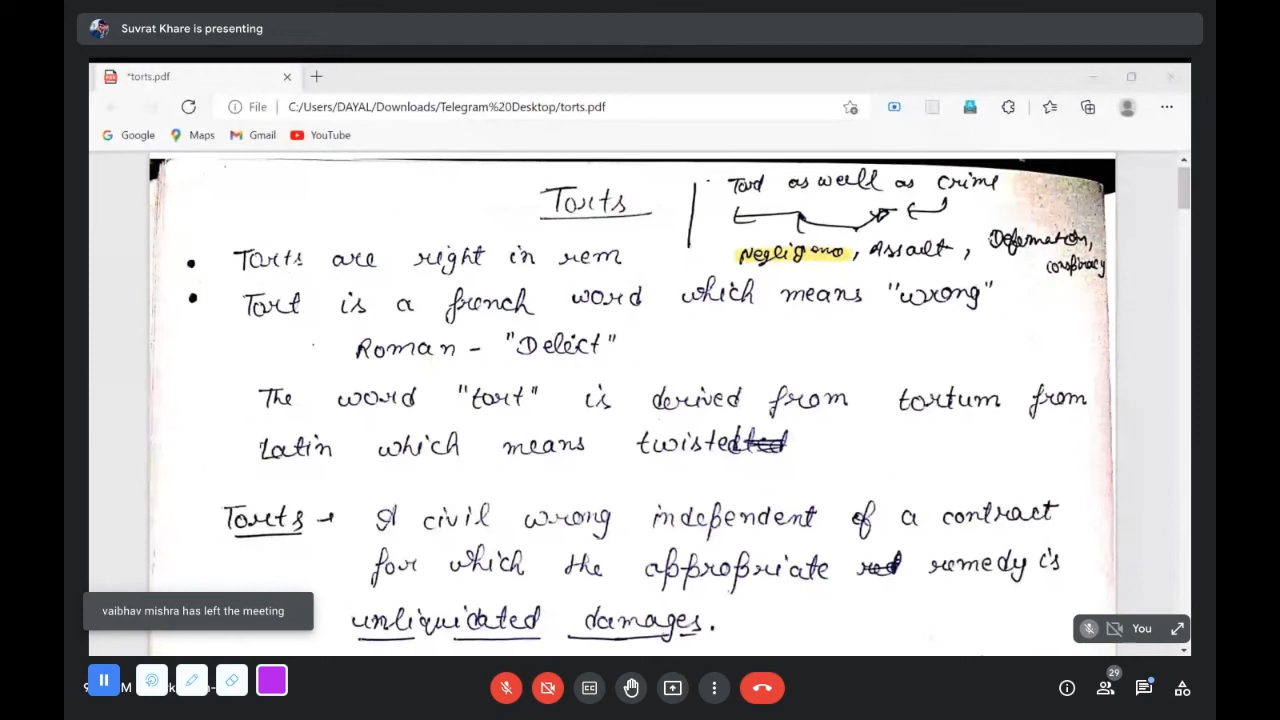 Suvrat Khare is presenting
*torts.pdf
File C:/Users/DAYAL/Downloads/Telegram%20Desktop/torts.pdf
Google Maps Gmail YouTube
Torts
Tort as well as crime
Assault, Defamation,
conspiracy
Torts are right in rem
Tort is a french word which means "wrong"
Roman - "Delict"
The word "tort" is derived from tortum from
Latin which means twisted
Torts → A civil wrong independent of a contract
for which the appropriate remedy is
unliquidated damages.
vaibhav mishra has left the meeting
You
29